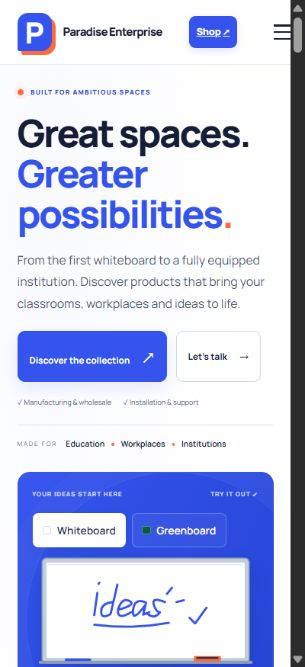 P
Paradise Enterprise
Shop ↗
BUILT FOR AMBITIOUS SPACES
Great spaces.
Greater
possibilities.
From the first whiteboard to a fully equipped
institution. Discover products that bring your
classrooms, workplaces and ideas to life.
Discover the collection ↗
Let's talk →
✓ Manufacturing & wholesale ✓ Installation & support
MADE FOR Education • Workplaces • Institutions
YOUR IDEAS START HERE TRY IT OUT ↙
Whiteboard Greenboard
ideas